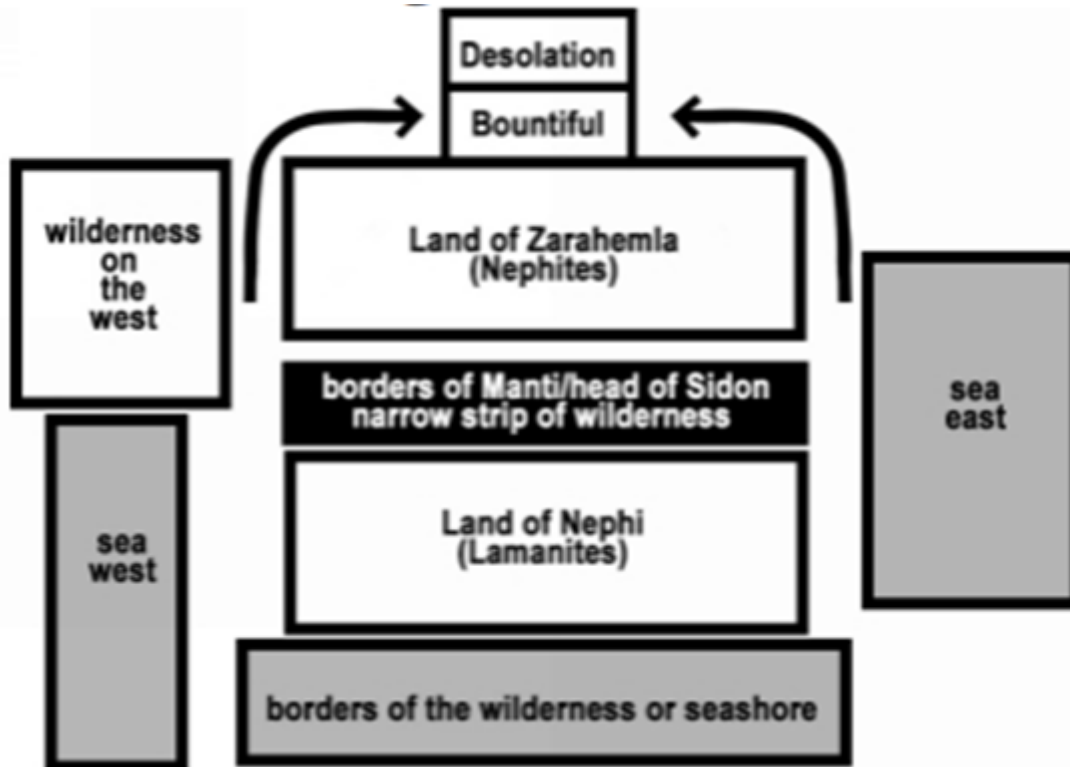 Desolation
Bountiful
wilderness
on
the
west
Land of Zarahemla
(Nephites)
borders of Manti/head of Sidon
narrow strip of wilderness
sea
east
Land of Nephi
(Lamanites)
sea
west
borders of the wilderness or seashore